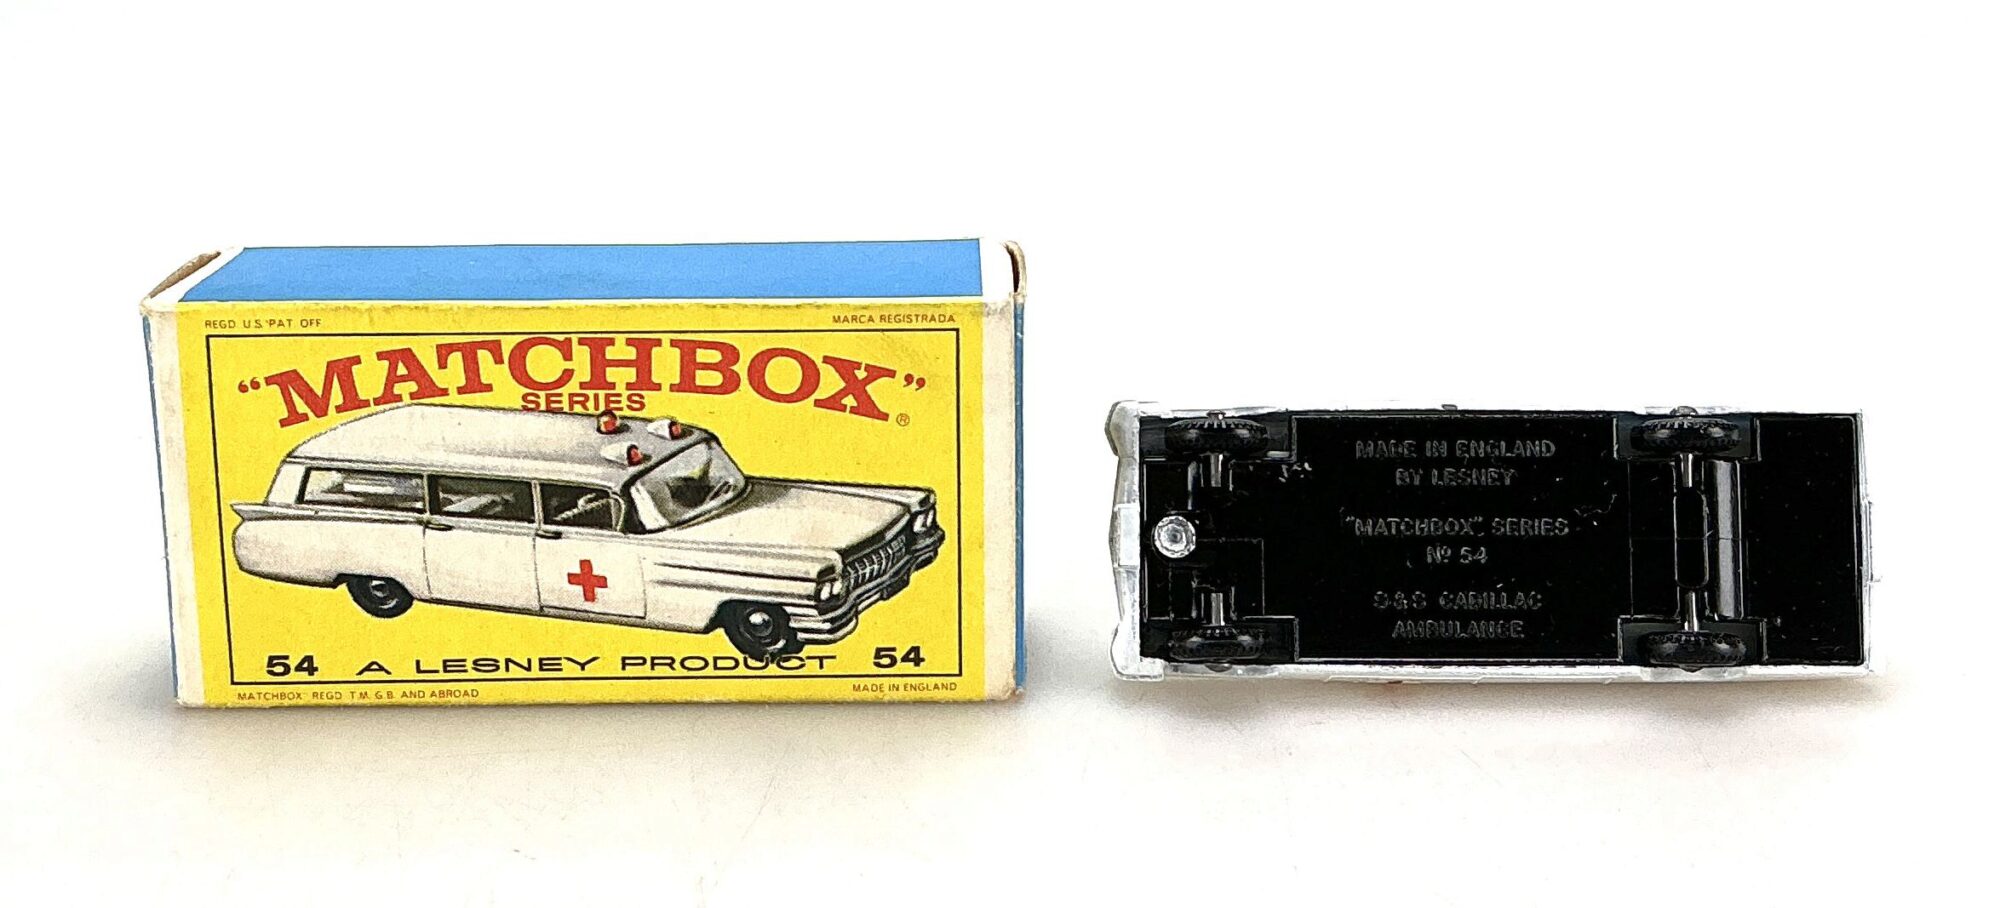 REGD U.S. PAT OFF
MARCA REGISTRADA
"MATCHBOX"®
SERIES
54 A LESNEY PRODUCT 54
MATCHBOX REGD T.M. G.B. AND ABROAD
MADE IN ENGLAND
MADE IN ENGLAND
BY LESNEY
"MATCHBOX" SERIES
Nº 54
S & S CADILLAC
AMBULANCE